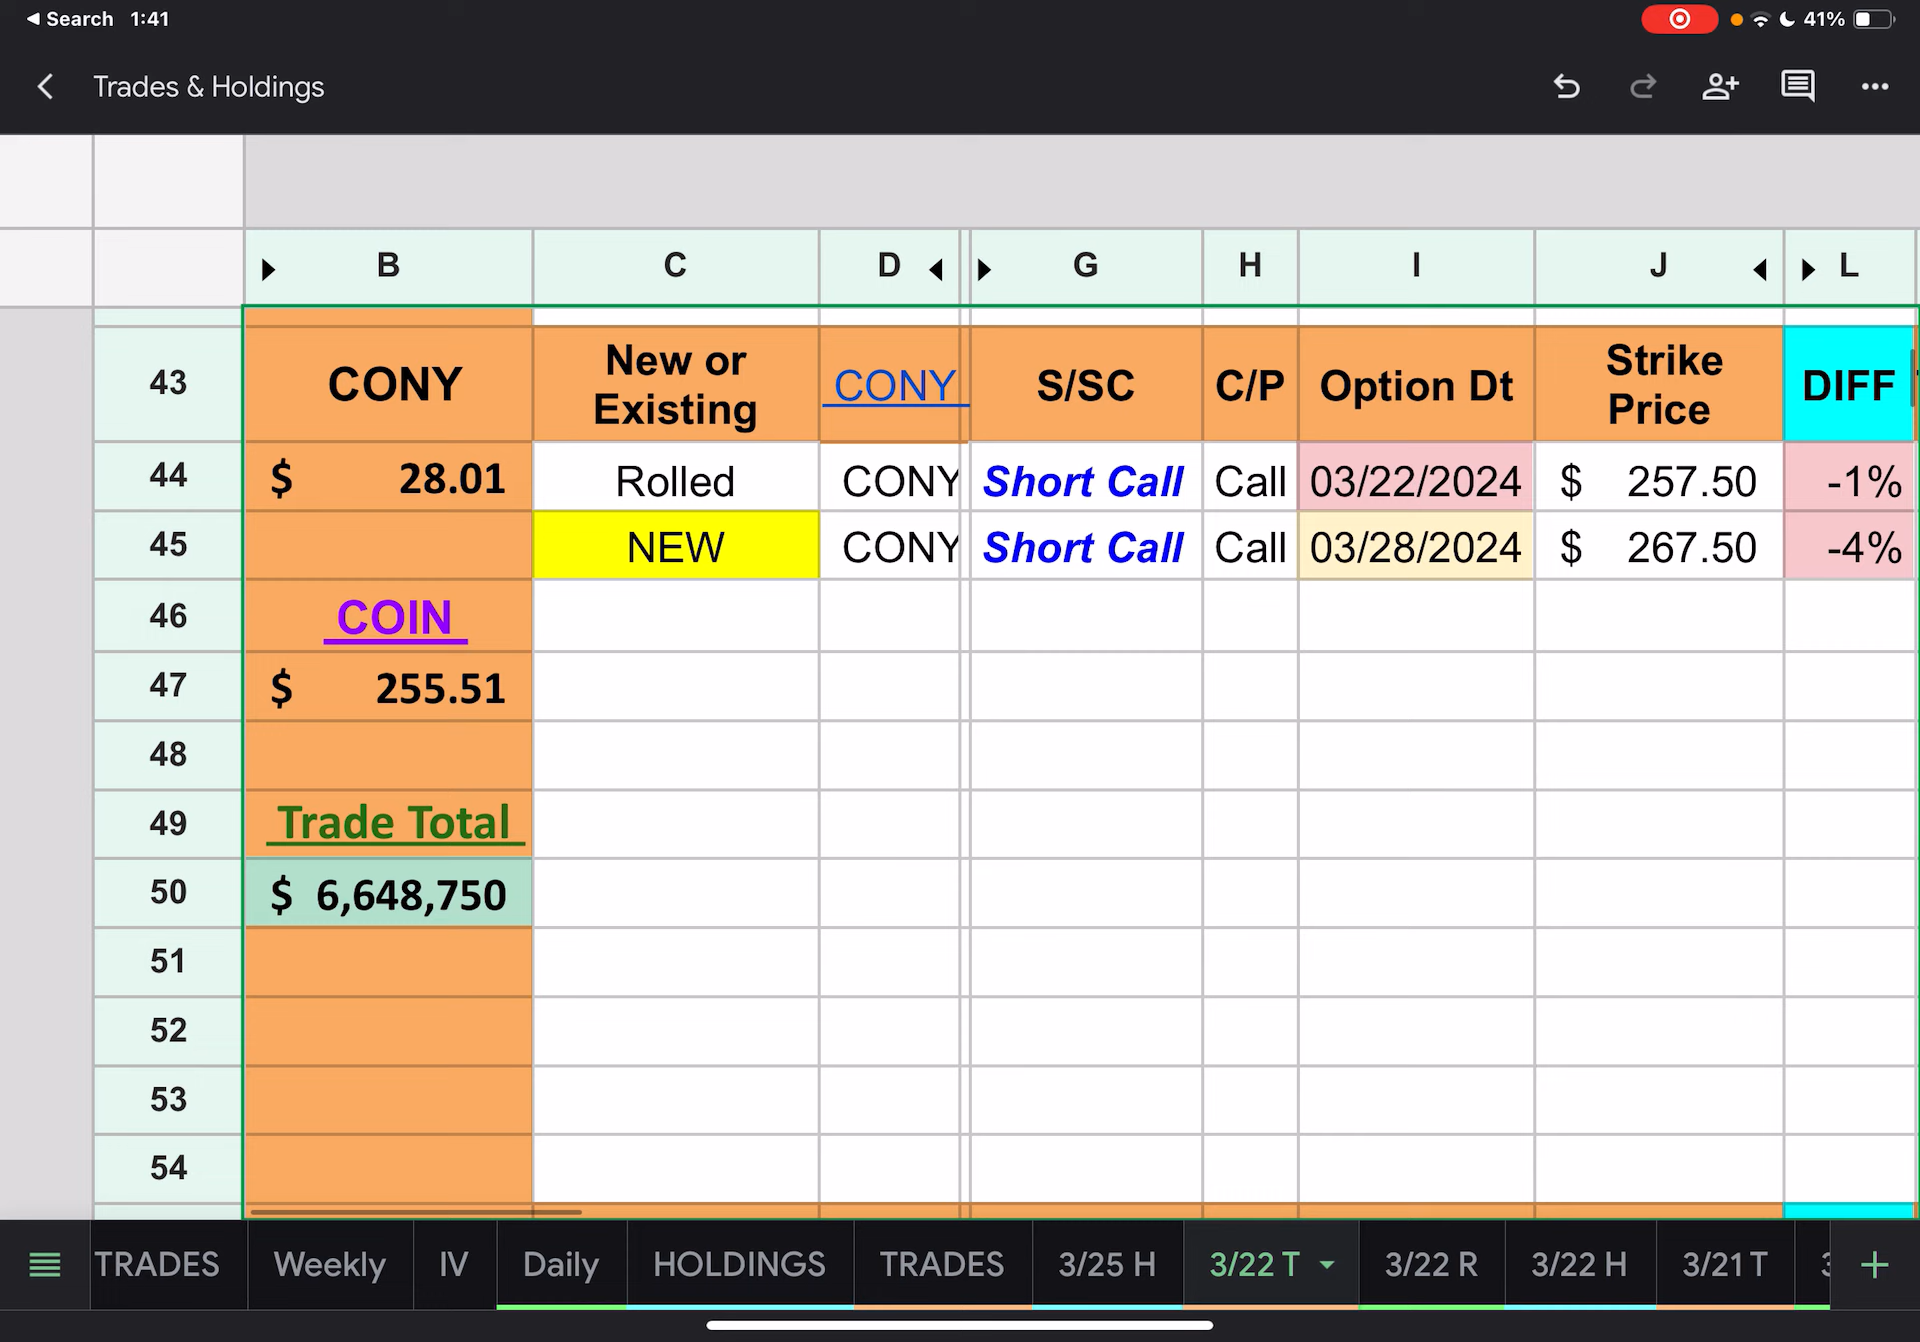 Search 1:41 41%
Trades & Holdings
B C D G H I J L
43 CONY New or Existing CONY S/SC C/P Option Dt Strike Price DIFF
44 $ 28.01 Rolled CONY Short Call Call 03/22/2024 $ 257.50 -1%
45 NEW CONY Short Call Call 03/28/2024 $ 267.50 -4%
46 COIN
47 $ 255.51
48
49 Trade Total
50 $ 6,648,750
51
52
53
54
TRADES Weekly IV Daily HOLDINGS TRADES 3/25 H 3/22 T 3/22 R 3/22 H 3/21 T